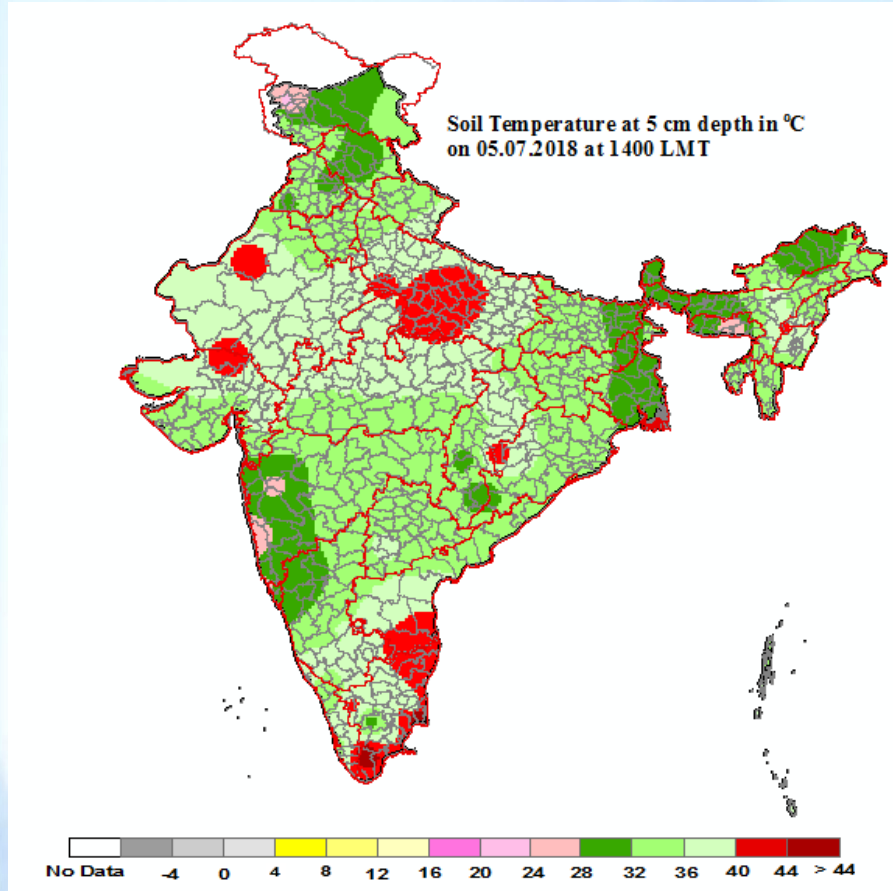 Soil Temperature at 5 cm depth in ⁰C
on 05.07.2018 at 1400 LMT
No Data -4 0 4 8 12 16 20 24 28 32 36 40 44 > 44